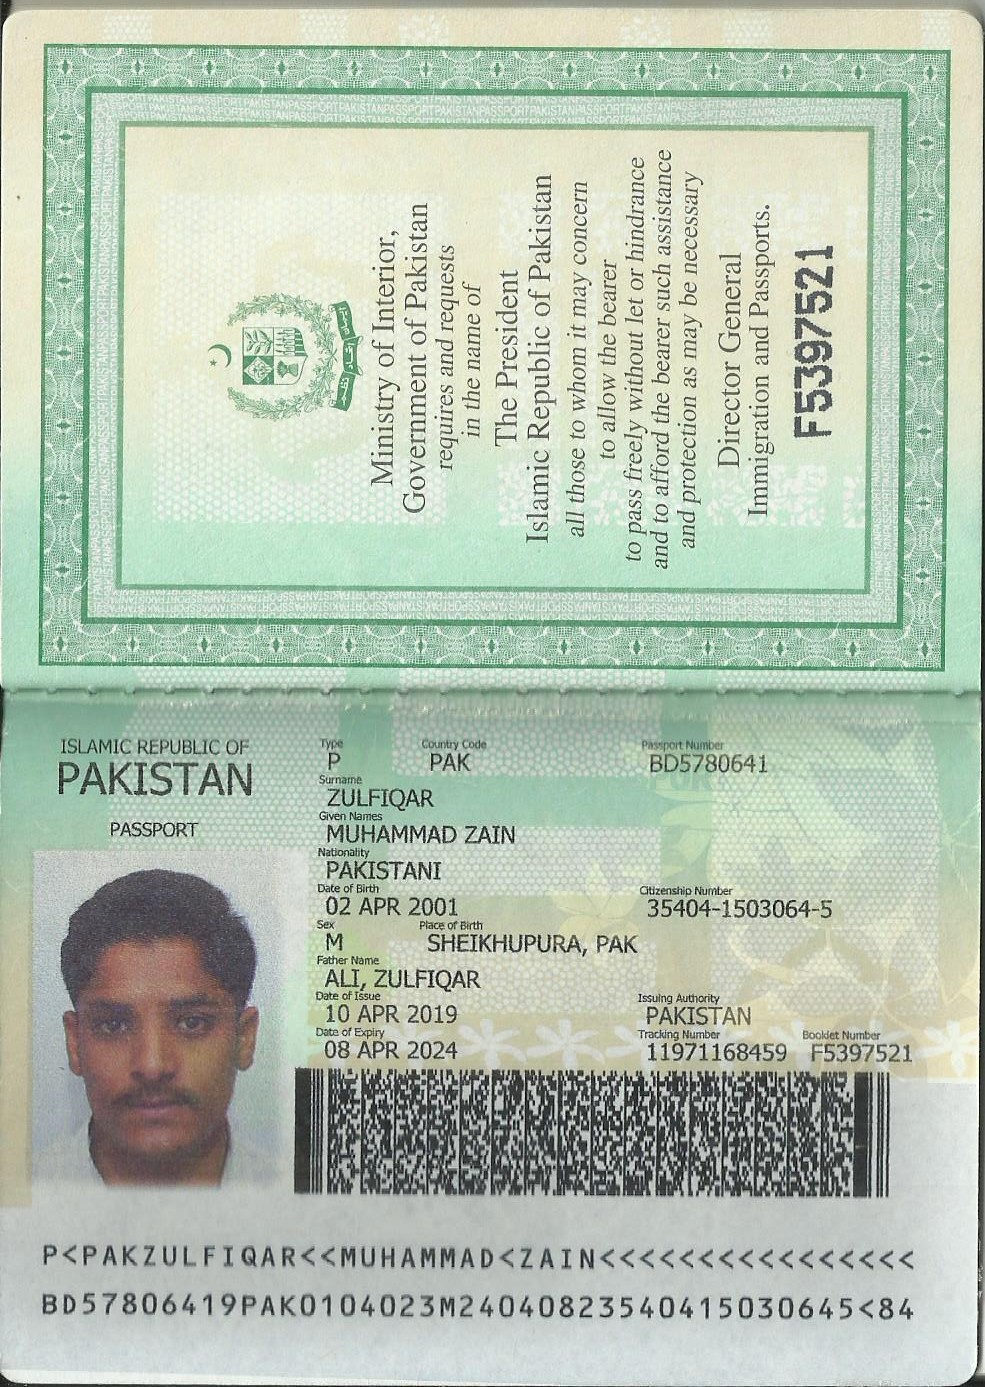 Ministry of Interior,
Government of Pakistan
requires and requests
in the name of
The President
Islamic Republic of Pakistan
all those to whom it may concern
to allow the bearer
to pass freely without let or hindrance
and to afford the bearer such assistance
and protection as may be necessary
Director General
Immigration and Passports.
F5397521
ISLAMIC REPUBLIC OF
PAKISTAN
PASSPORT
Type Country Code Passport Number
P PAK BD5780641
Surname
ZULFIQAR
Given Names
MUHAMMAD ZAIN
Nationality
PAKISTANI
Date of Birth Citizenship Number
02 APR 2001 35404-1503064-5
Sex Place of Birth
M SHEIKHUPURA, PAK
Father Name
ALI, ZULFIQAR
Date of Issue Issuing Authority
10 APR 2019 PAKISTAN
Date of Expiry Tracking Number Booklet Number
08 APR 2024 11971168459 F5397521
P<PAKZULFIQAR<<MUHAMMAD<ZAIN<<<<<<<<<<<<<<<<
BD57806419PAK0104023M24040823540415030645<84